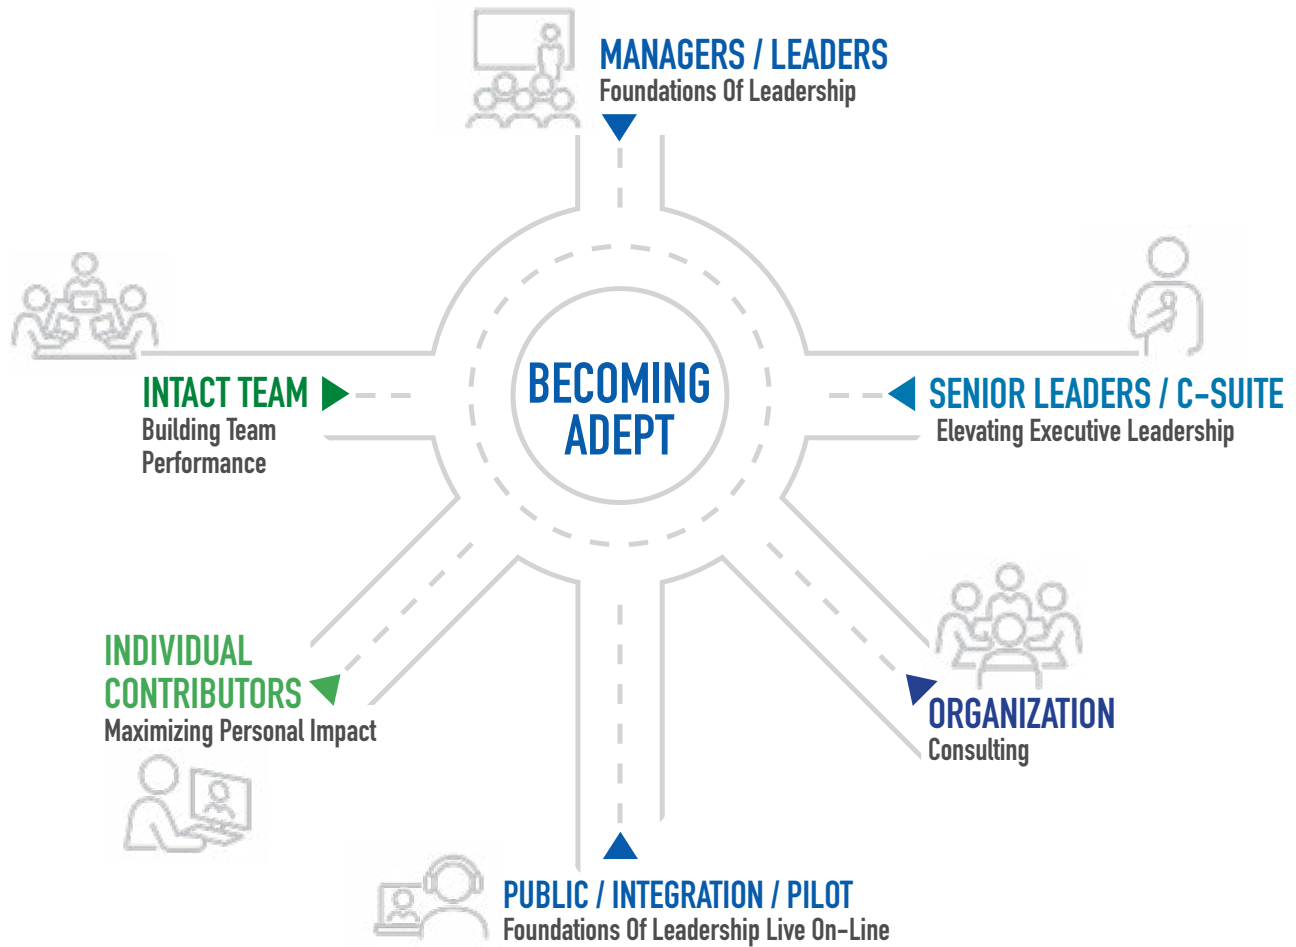 MANAGERS / LEADERS
Foundations Of Leadership
BECOMING
ADEPT
INTACT TEAM
Building Team
Performance
SENIOR LEADERS / C-SUITE
Elevating Executive Leadership
INDIVIDUAL
CONTRIBUTORS
Maximizing Personal Impact
ORGANIZATION
Consulting
PUBLIC / INTEGRATION / PILOT
Foundations Of Leadership Live On-Line